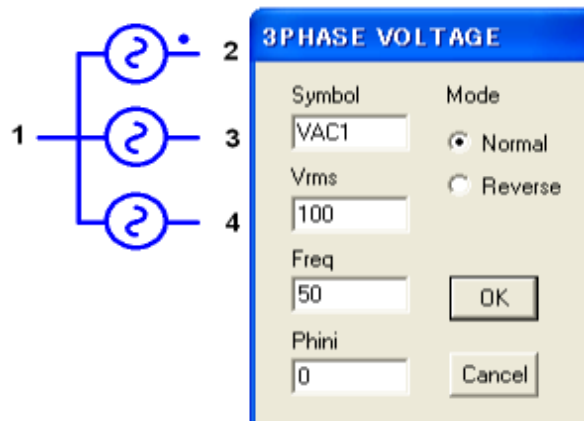 3PHASE VOLTAGE
2
1
3
4
Symbol
VAC1
Vrms
100
Freq
50
Phini
0
Mode
Normal
Reverse
OK
Cancel